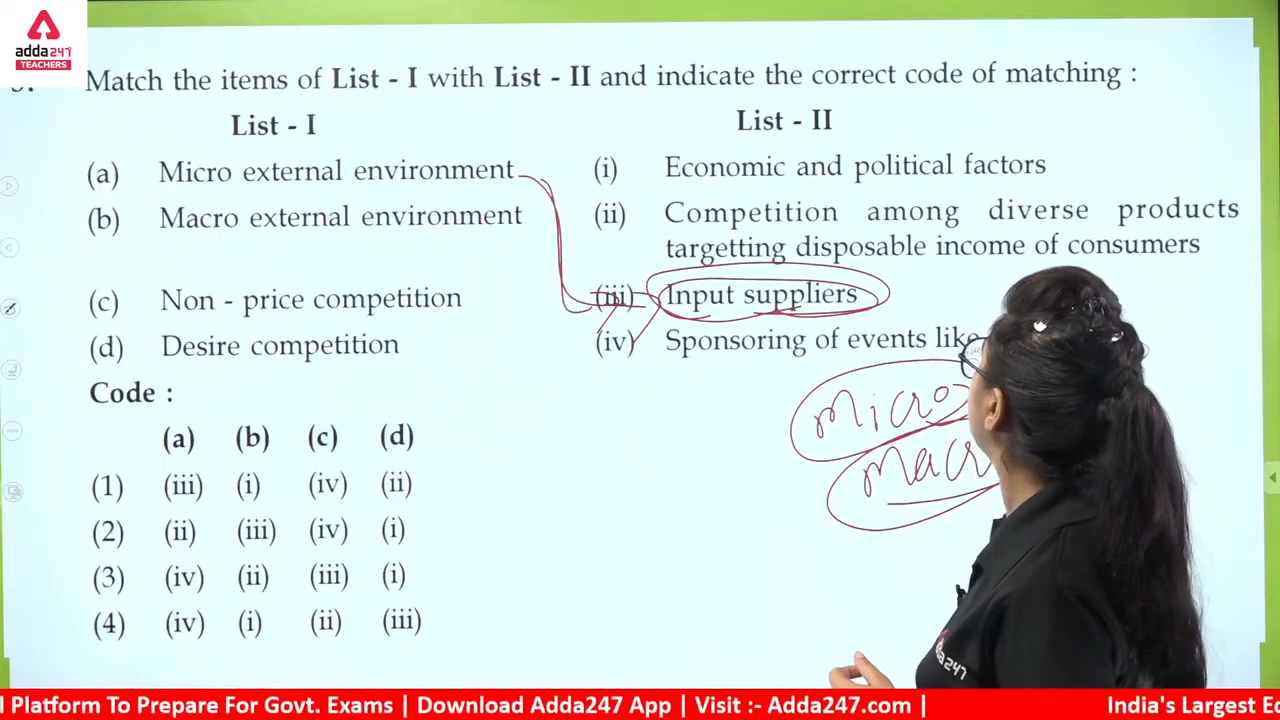 adda247
TEACHERS
Match the items of List - I with List - II and indicate the correct code of matching :
List - I List - II
(a) Micro external environment (i) Economic and political factors
(b) Macro external environment (ii) Competition among diverse products
targetting disposable income of consumers
(c) Non - price competition (iii) Input suppliers
(d) Desire competition (iv) Sponsoring of events like
Code :
(a) (b) (c) (d)
(1) (iii) (i) (iv) (ii)
(2) (ii) (iii) (iv) (i)
(3) (iv) (ii) (iii) (i)
(4) (iv) (i) (ii) (iii)
Micro
Macr
adda247
l Platform To Prepare For Govt. Exams | Download Adda247 App | Visit :- Adda247.com | India's Largest Ed